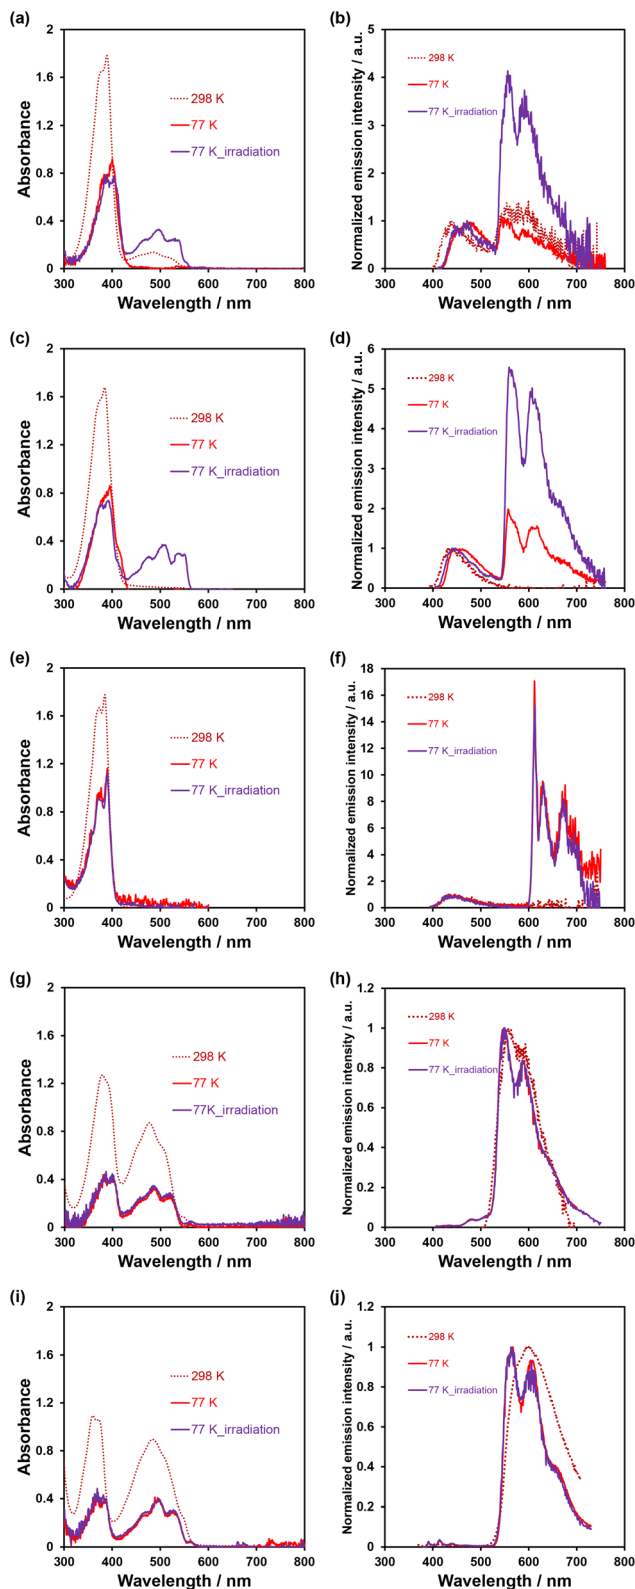 (a)
(b)
2
1.6
1.2
0.8
0.4
0
Absorbance
298 K
77 K
77 K_irradiation
300 400 500 600 700 800
Wavelength / nm
5
4
3
2
1
0
Normalized emission intensity / a.u.
298 K
77 K
77 K_irradiation
300 400 500 600 700 800
Wavelength / nm
(c)
(d)
2
1.6
1.2
0.8
0.4
0
Absorbance
298 K
77 K
77 K_irradiation
300 400 500 600 700 800
Wavelength / nm
6
5
4
3
2
1
0
Normalized emission intensity / a.u.
298 K
77 K
77 K_irradiation
300 400 500 600 700 800
Wavelength / nm
(e)
(f)
2
1.6
1.2
0.8
0.4
0
Absorbance
298 K
77 K
77 K_irradiation
300 400 500 600 700 800
Wavelength / nm
18
16
14
12
10
8
6
4
2
0
Normalized emission intensity / a.u.
298 K
77 K
77 K_irradiation
300 400 500 600 700 800
Wavelength / nm
(g)
(h)
2
1.6
1.2
0.8
0.4
0
Absorbance
298 K
77 K
77K_irradiation
300 400 500 600 700 800
Wavelength / nm
1.2
1
0.8
0.6
0.4
0.2
0
Normalized emission intensity / a.u.
298 K
77 K
77 K_irradiation
300 400 500 600 700 800
Wavelength / nm
(i)
(j)
2
1.6
1.2
0.8
0.4
0
Absorbance
298 K
77 K
77 K_irradiation
300 400 500 600 700 800
Wavelength / nm
1.2
1
0.8
0.6
0.4
0.2
0
Normalized emission intensity / a.u.
298 K
77 K
77 K_irradiation
300 400 500 600 700 800
Wavelength / nm